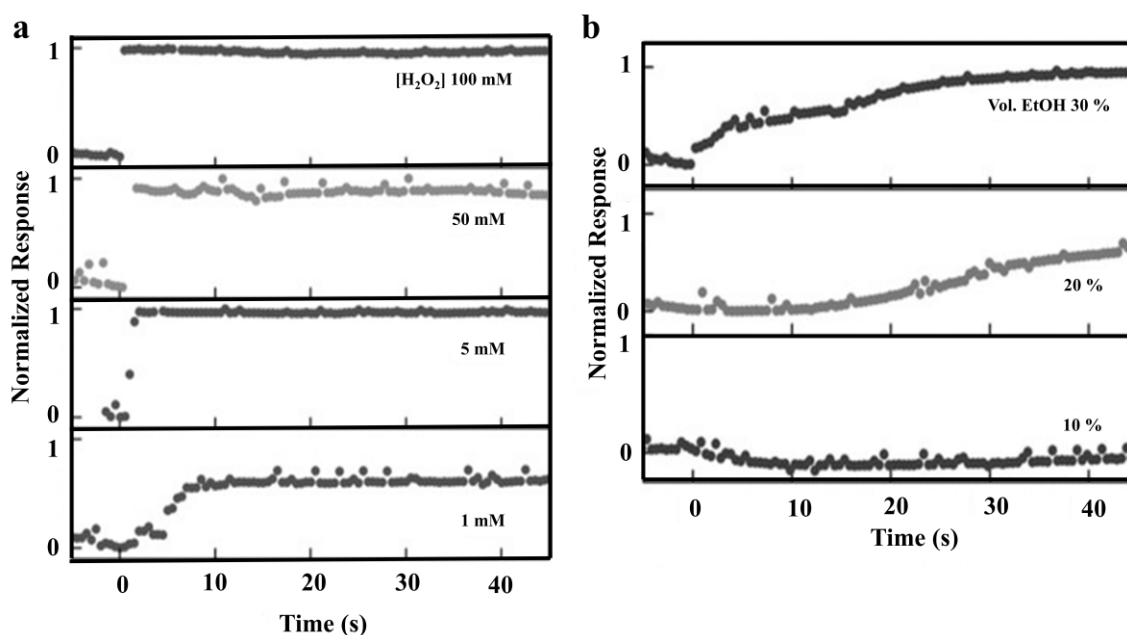 a
Normalized Response
1
0
[H₂O₂] 100 mM
1
0
50 mM
1
0
5 mM
1
0
1 mM
0 10 20 30 40
Time (s)
b
Normalized Response
1
0
Vol. EtOH 30 %
1
0
20 %
1
0
10 %
0 10 20 30 40
Time (s)